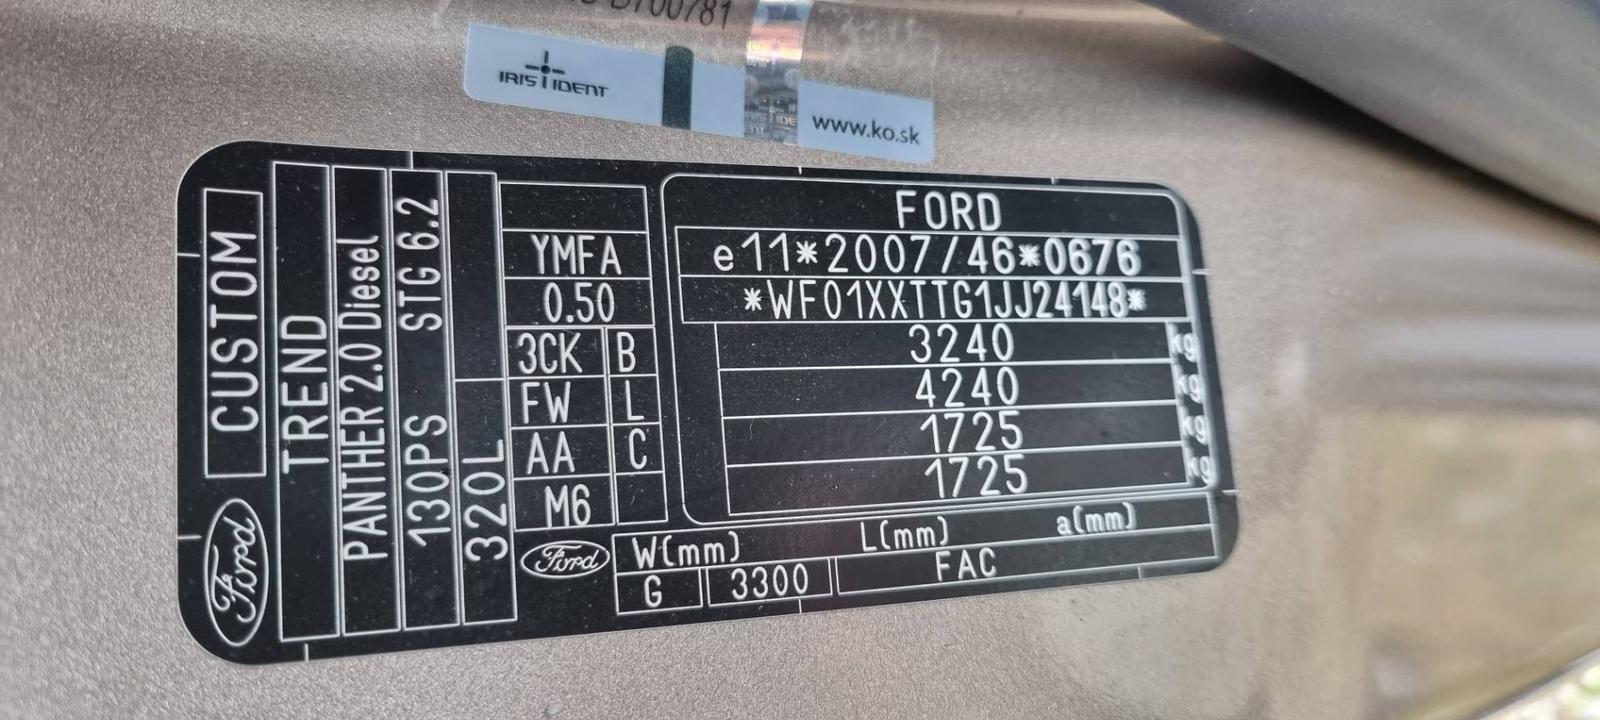 B700781
IRIS IDENT
www.ko.sk
CUSTOM
Ford
TREND
PANTHER 2.0 Diesel
130PS STG 6.2
320L
YMFA
0.50
3CK B
FW L
AA C
M6
Ford
FORD
e11*2007/46*0676
*WF01XXTTG1JJ24148*
3240 kg
4240 kg
1725 kg
1725 kg
W(mm) L(mm) a(mm)
G 3300 FAC